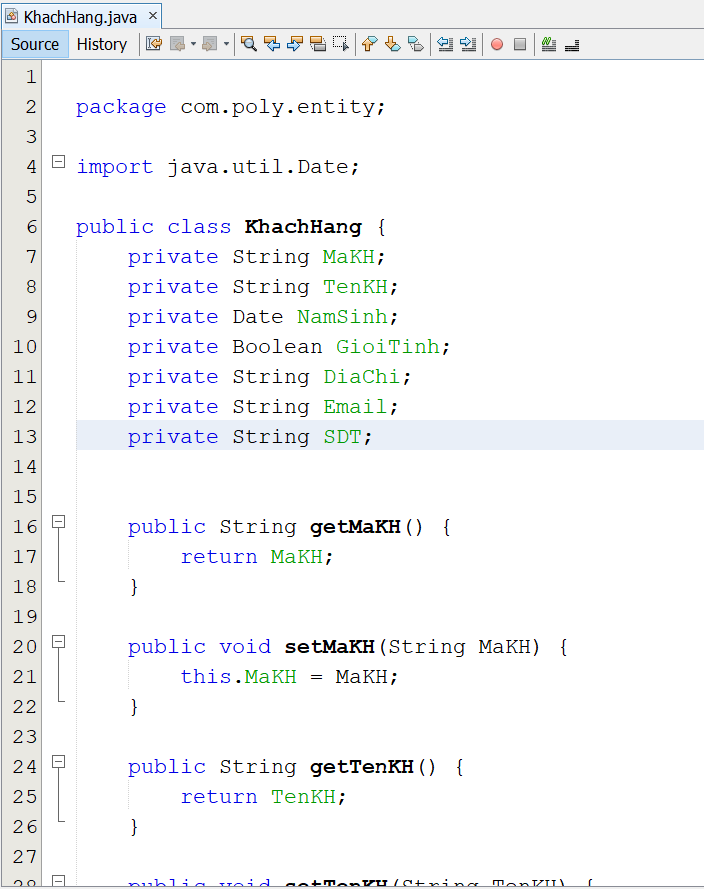 KhachHang.java
Source History
1
2 package com.poly.entity;
3
4 import java.util.Date;
5
6 public class KhachHang {
7 private String MaKH;
8 private String TenKH;
9 private Date NamSinh;
10 private Boolean GioiTinh;
11 private String DiaChi;
12 private String Email;
13 private String SDT;
14
15
16 public String getMaKH() {
17 return MaKH;
18 }
19
20 public void setMaKH(String MaKH) {
21 this.MaKH = MaKH;
22 }
23
24 public String getTenKH() {
25 return TenKH;
26 }
27
28 public void setTenKH(String TenKH) {